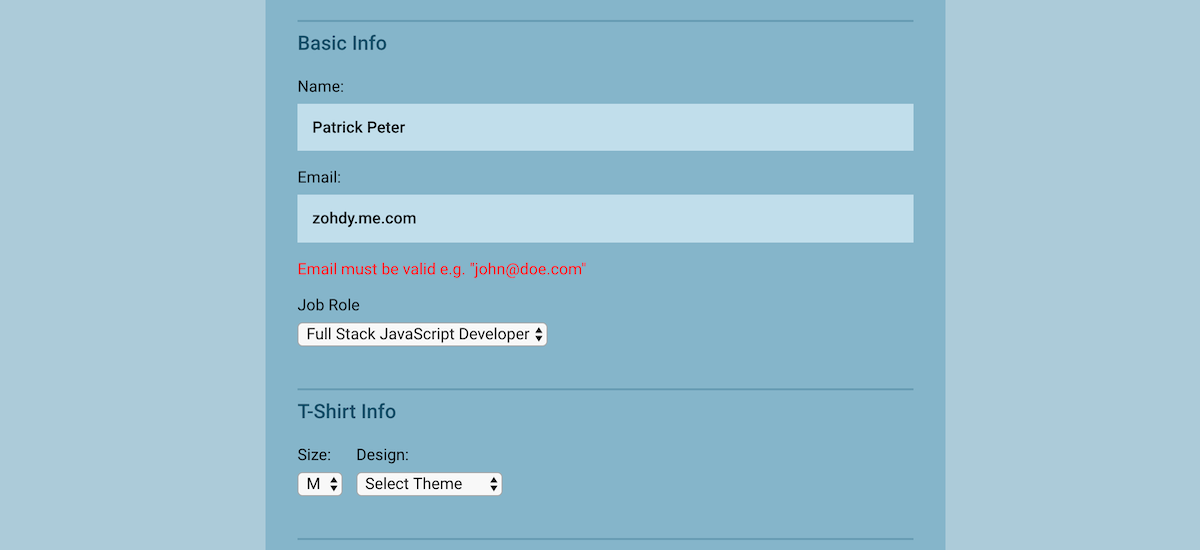 Basic Info
Name:
Patrick Peter
Email:
zohdy.me.com
Email must be valid e.g. "john@doe.com"
Job Role
Full Stack JavaScript Developer
T-Shirt Info
Size: Design:
M Select Theme